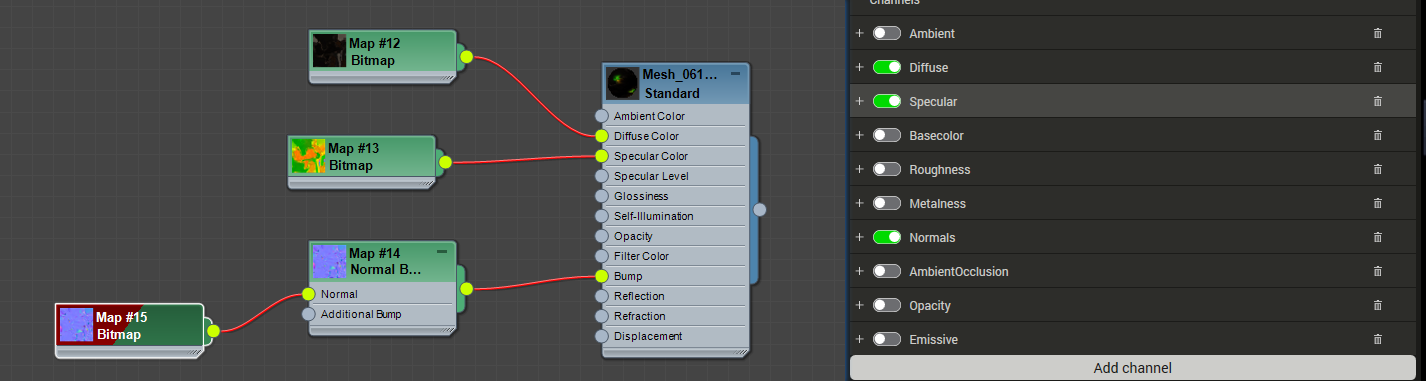 Map #12
Bitmap
Map #13
Bitmap
Map #14
Normal B...
Normal
Additional Bump
Map #15
Bitmap
Mesh_061...
Standard
Ambient Color
Diffuse Color
Specular Color
Specular Level
Glossiness
Self-Illumination
Opacity
Filter Color
Bump
Reflection
Refraction
Displacement
Channels
+ Ambient
+ Diffuse
+ Specular
+ Basecolor
+ Roughness
+ Metalness
+ Normals
+ AmbientOcclusion
+ Opacity
+ Emissive
Add channel